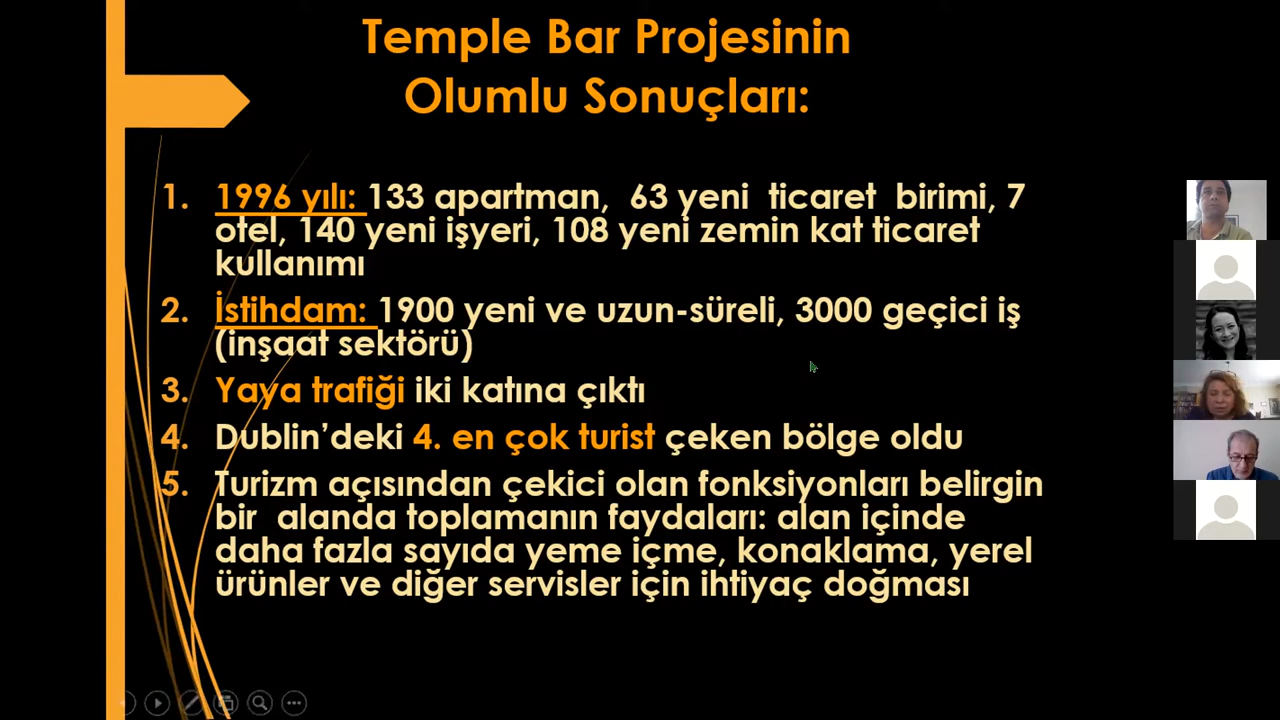 Temple Bar Projesinin
Olumlu Sonuçları:
1. 1996 yılı: 133 apartman, 63 yeni ticaret birimi, 7
otel, 140 yeni işyeri, 108 yeni zemin kat ticaret
kullanımı
2. İstihdam: 1900 yeni ve uzun-süreli, 3000 geçici iş
(inşaat sektörü)
3. Yaya trafiği iki katına çıktı
4. Dublin’deki 4. en çok turist çeken bölge oldu
5. Turizm açısından çekici olan fonksiyonları belirgin
bir alanda toplamanın faydaları: alan içinde
daha fazla sayıda yeme içme, konaklama, yerel
ürünler ve diğer servisler için ihtiyaç doğması